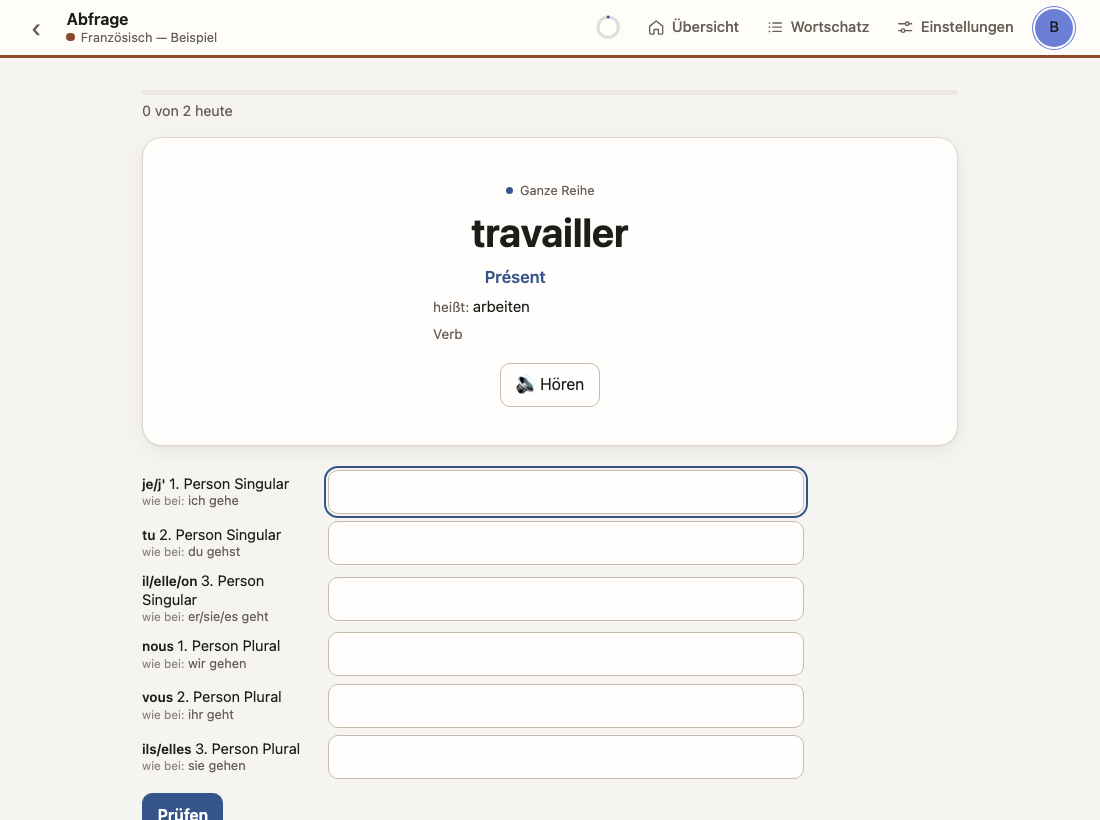 Abfrage
Französisch — Beispiel
Übersicht
Wortschatz
Einstellungen
B
0 von 2 heute
Ganze Reihe
travailler
Présent
heißt: arbeiten
Verb
Hören
je/j' 1. Person Singular
wie bei: ich gehe
tu 2. Person Singular
wie bei: du gehst
il/elle/on 3. Person
Singular
wie bei: er/sie/es geht
nous 1. Person Plural
wie bei: wir gehen
vous 2. Person Plural
wie bei: ihr geht
ils/elles 3. Person Plural
wie bei: sie gehen
Prüfen